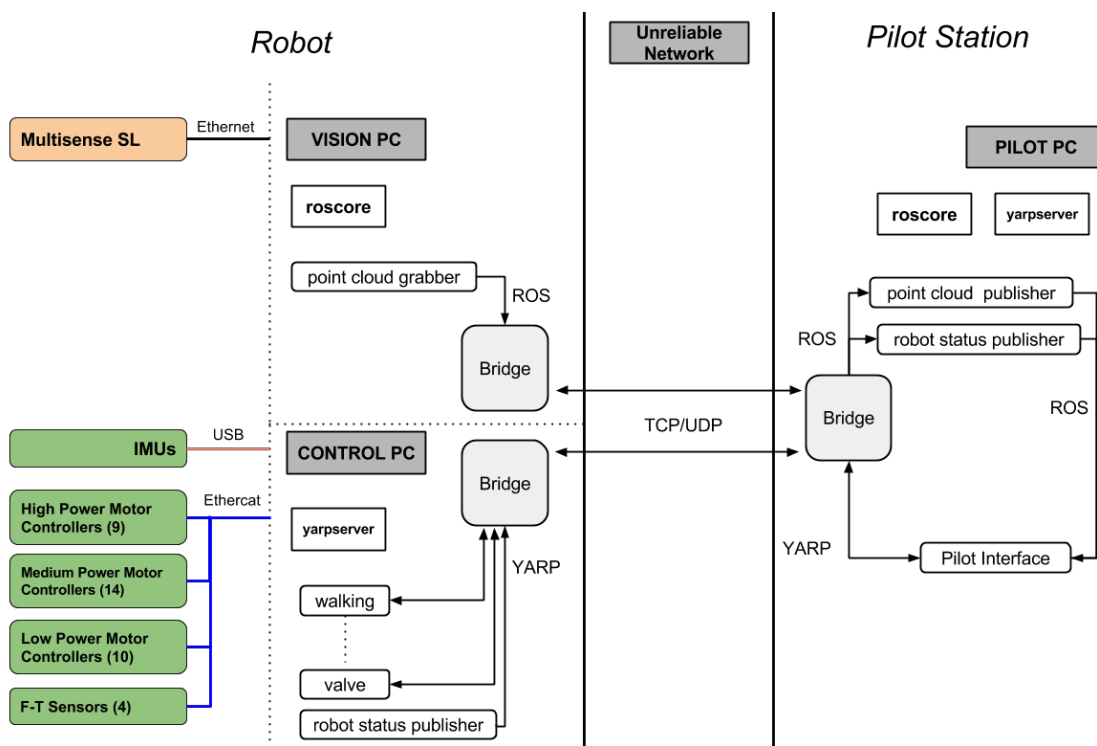 Robot
Unreliable
Network
Pilot Station
Multisense SL
Ethernet
VISION PC
PILOT PC
roscore
roscore
yarpserver
point cloud grabber
ROS
point cloud  publisher
robot status publisher
ROS
Bridge
Bridge
ROS
TCP/UDP
IMUs
USB
CONTROL PC
Bridge
High Power Motor
Controllers (9)
Ethercat
yarpserver
YARP
YARP
Pilot Interface
Medium Power Motor
Controllers (14)
walking
Low Power Motor
Controllers (10)
valve
F-T Sensors (4)
robot status publisher